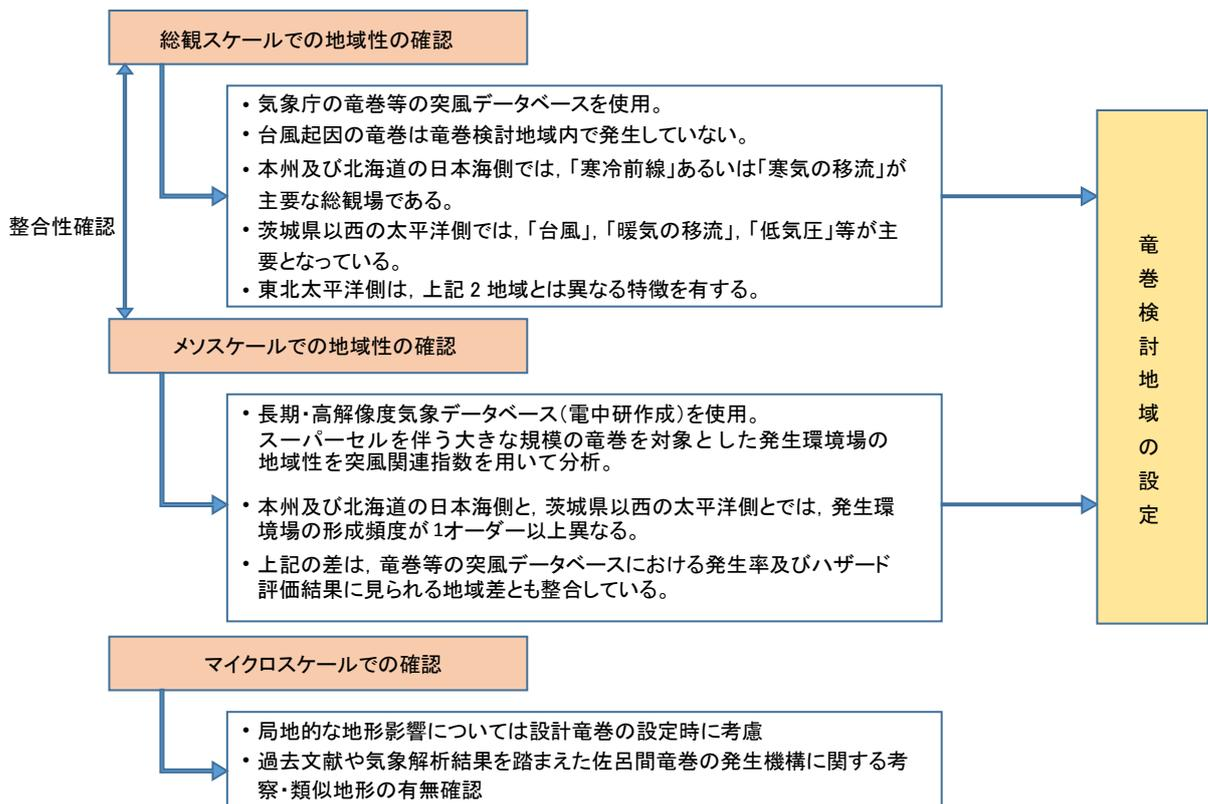 総観スケールでの地域性の確認
・気象庁の竜巻等の突風データベースを使用。
・台風起因の竜巻は竜巻検討地域内で発生していない。
・本州及び北海道の日本海側では，「寒冷前線」あるいは「寒気の移流」が
主要な総観場である。
・茨城県以西の太平洋側では，「台風」，「暖気の移流」，「低気圧」等が主
要となっている。
・東北太平洋側は，上記 2 地域とは異なる特徴を有する。
整合性確認
メソスケールでの地域性の確認
・長期・高解像度気象データベース（電中研作成）を使用。
スーパーセルを伴う大きな規模の竜巻を対象とした発生環境場の
地域性を突風関連指数を用いて分析。
・本州及び北海道の日本海側と，茨城県以西の太平洋側とでは，発生環
境場の形成頻度が1オーダー以上異なる。
・上記の差は，竜巻等の突風データベースにおける発生率及びハザード
評価結果に見られる地域差とも整合している。
マイクロスケールでの確認
・局地的な地形影響については設計竜巻の設定時に考慮
・過去文献や気象解析結果を踏まえた佐呂間竜巻の発生機構に関する考
察・類似地形の有無確認
竜巻検討地域の設定